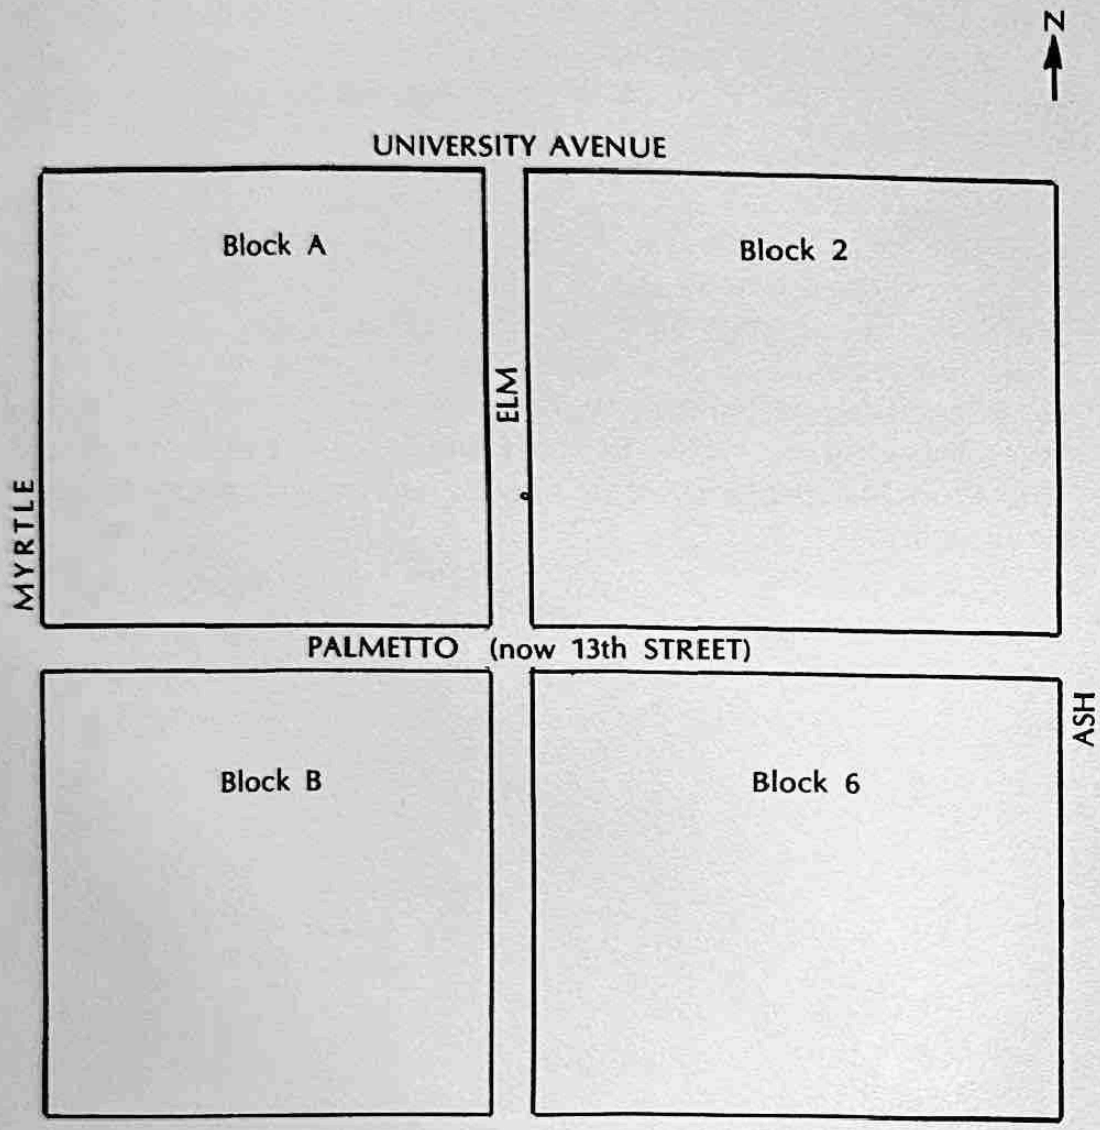 N
UNIVERSITY AVENUE
Block A
Block 2
ELM
MYRTLE
PALMETTO (now 13th STREET)
ASH
Block B
Block 6